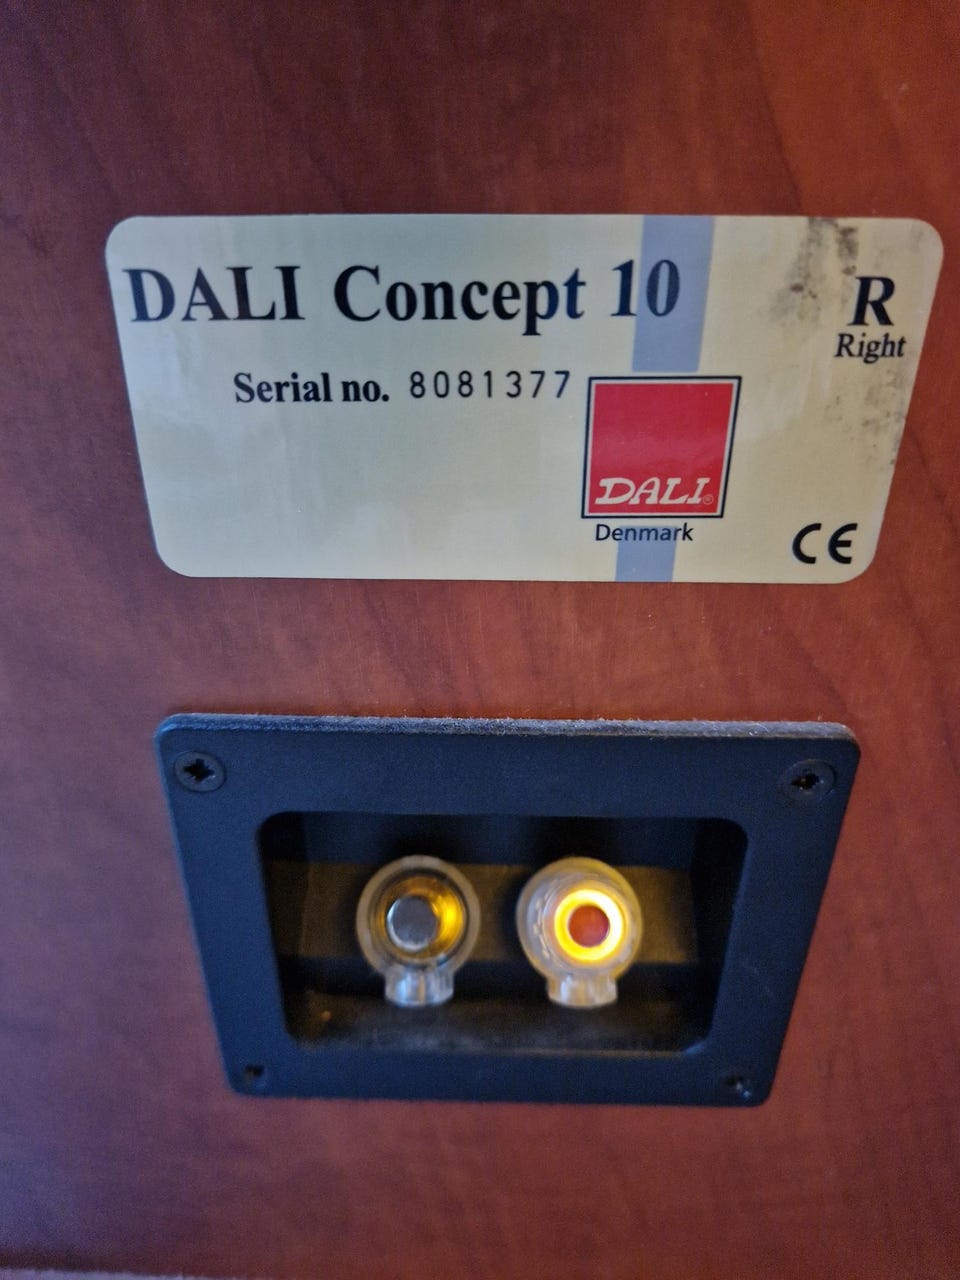 DALI Concept 10
R
Right
Serial no. 8081377
DALI®
Denmark
CE